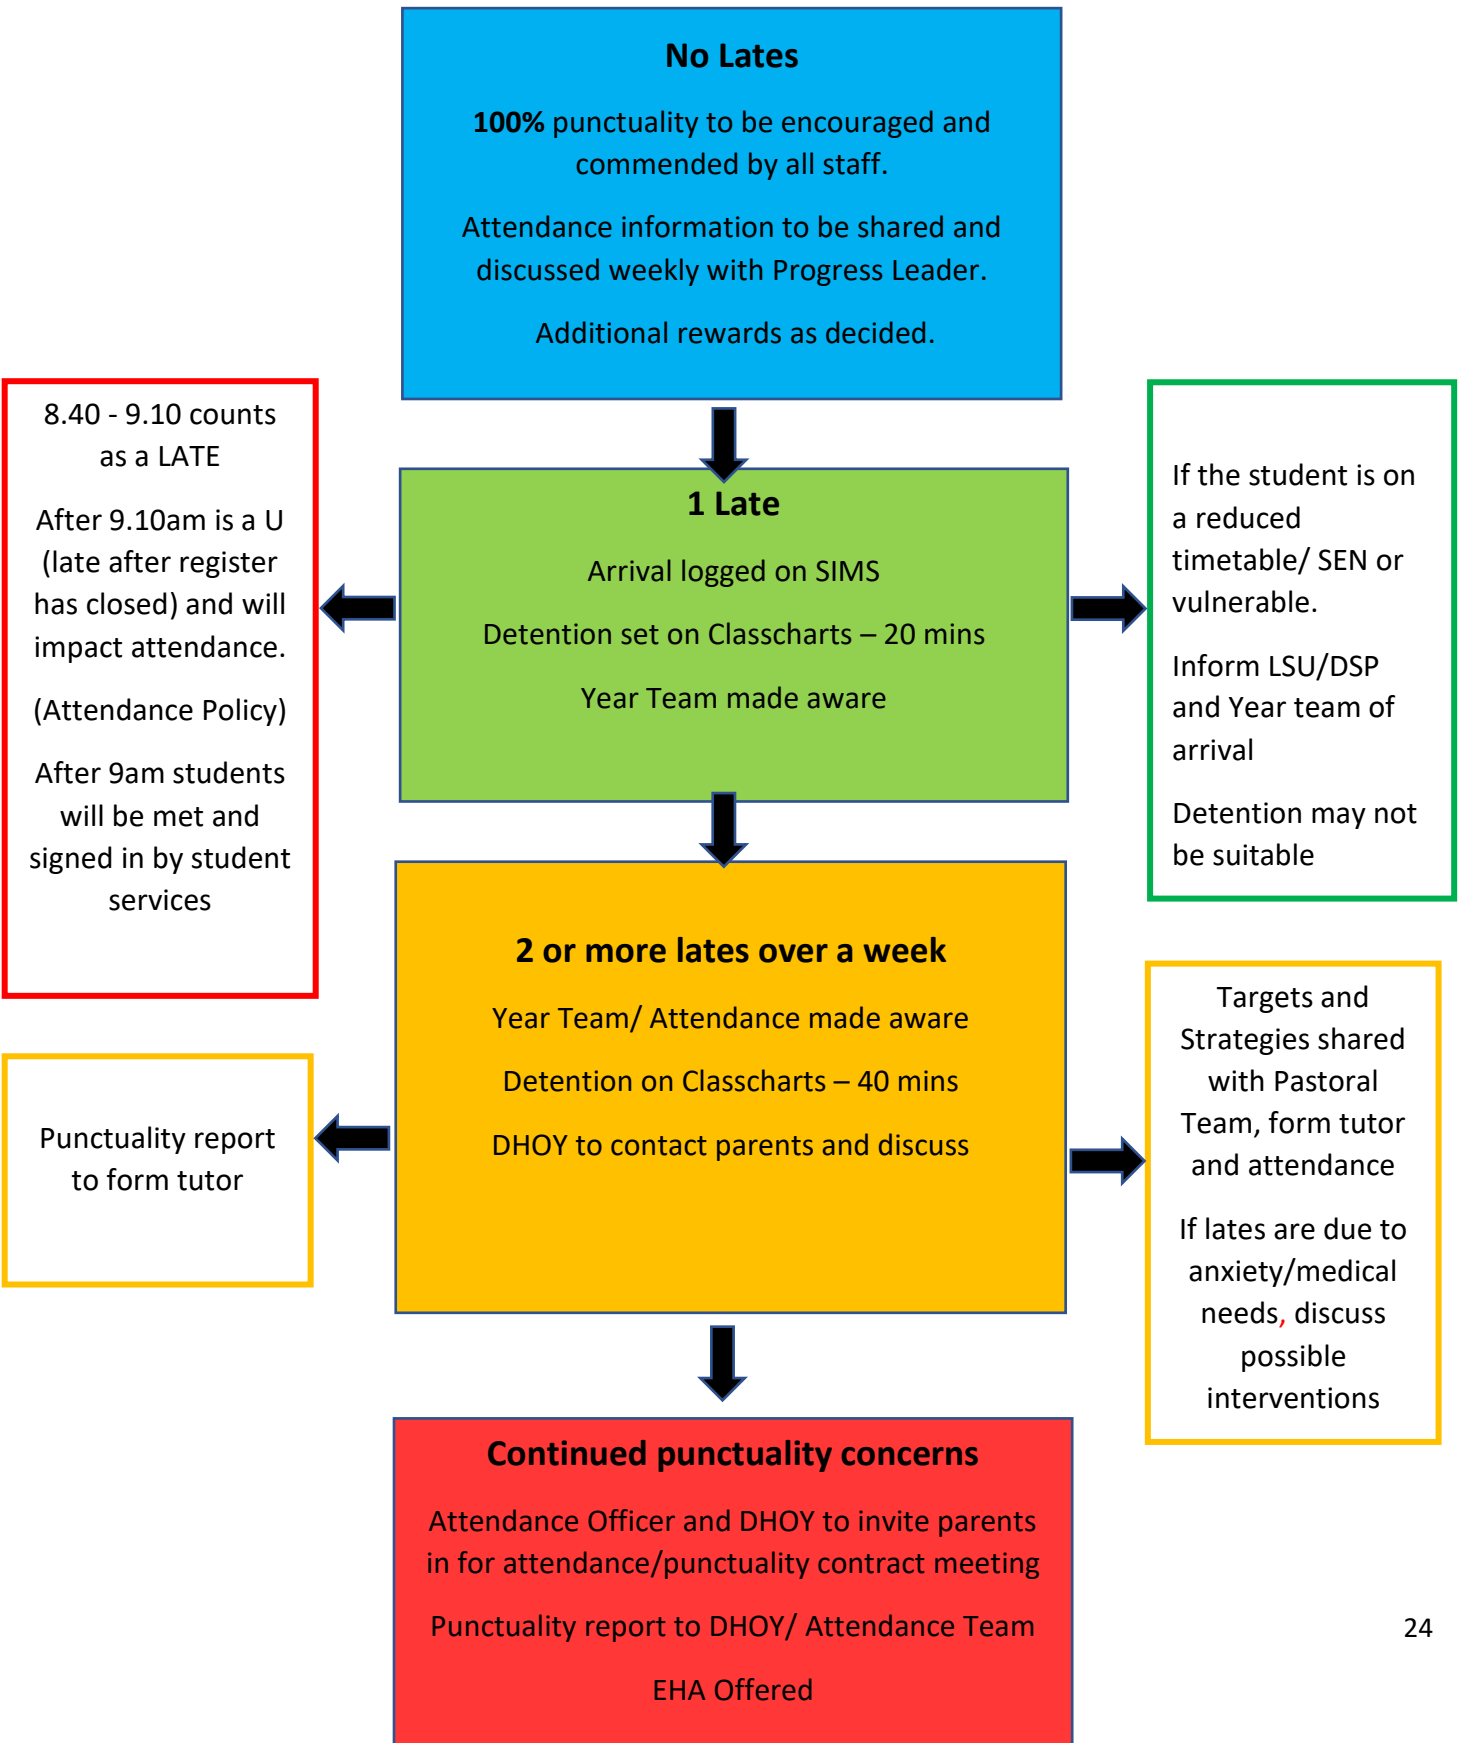 No Lates
100% punctuality to be encouraged and
commended by all staff.
Attendance information to be shared and
discussed weekly with Progress Leader.
Additional rewards as decided.
8.40 - 9.10 counts
as a LATE
After 9.10am is a U
(late after register
has closed) and will
impact attendance.
(Attendance Policy)
After 9am students
will be met and
signed in by student
services
1 Late
Arrival logged on SIMS
Detention set on Classcharts – 20 mins
Year Team made aware
If the student is on
a reduced
timetable/ SEN or
vulnerable.
Inform LSU/DSP
and Year team of
arrival
Detention may not
be suitable
2 or more lates over a week
Year Team/ Attendance made aware
Detention on Classcharts – 40 mins
DHOY to contact parents and discuss
Punctuality report
to form tutor
Targets and
Strategies shared
with Pastoral
Team, form tutor
and attendance
If lates are due to
anxiety/medical
needs, discuss
possible
interventions
Continued punctuality concerns
Attendance Officer and DHOY to invite parents
in for attendance/punctuality contract meeting
Punctuality report to DHOY/ Attendance Team
EHA Offered
24